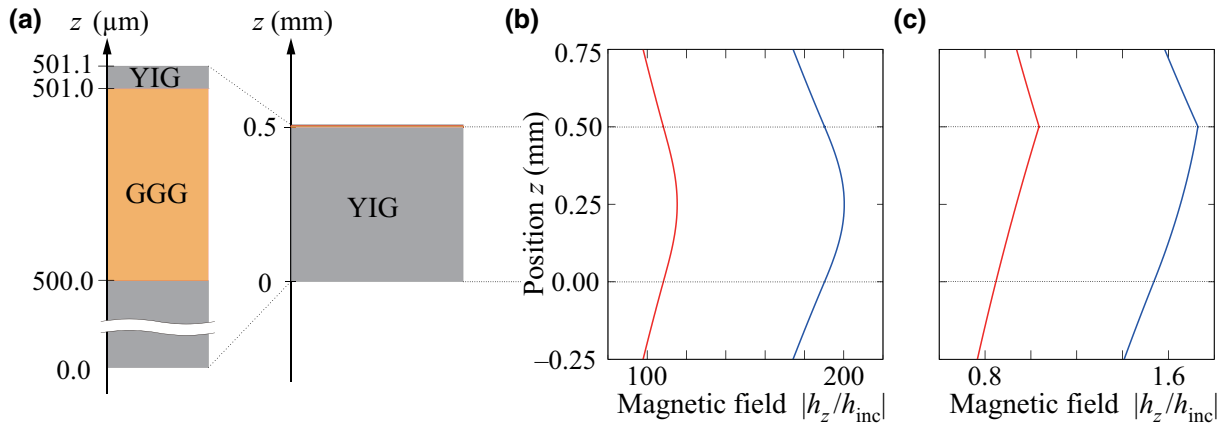 (a)
z (µm)
501.1
501.0
500.0
0.0
YIG
GGG
z (mm)
0.5
0
YIG
(b)
Position z (mm)
0.75
0.50
0.25
0.00
−0.25
100 200
Magnetic field |h_z/h_inc|
(c)
0.8 1.6
Magnetic field |h_z/h_inc|